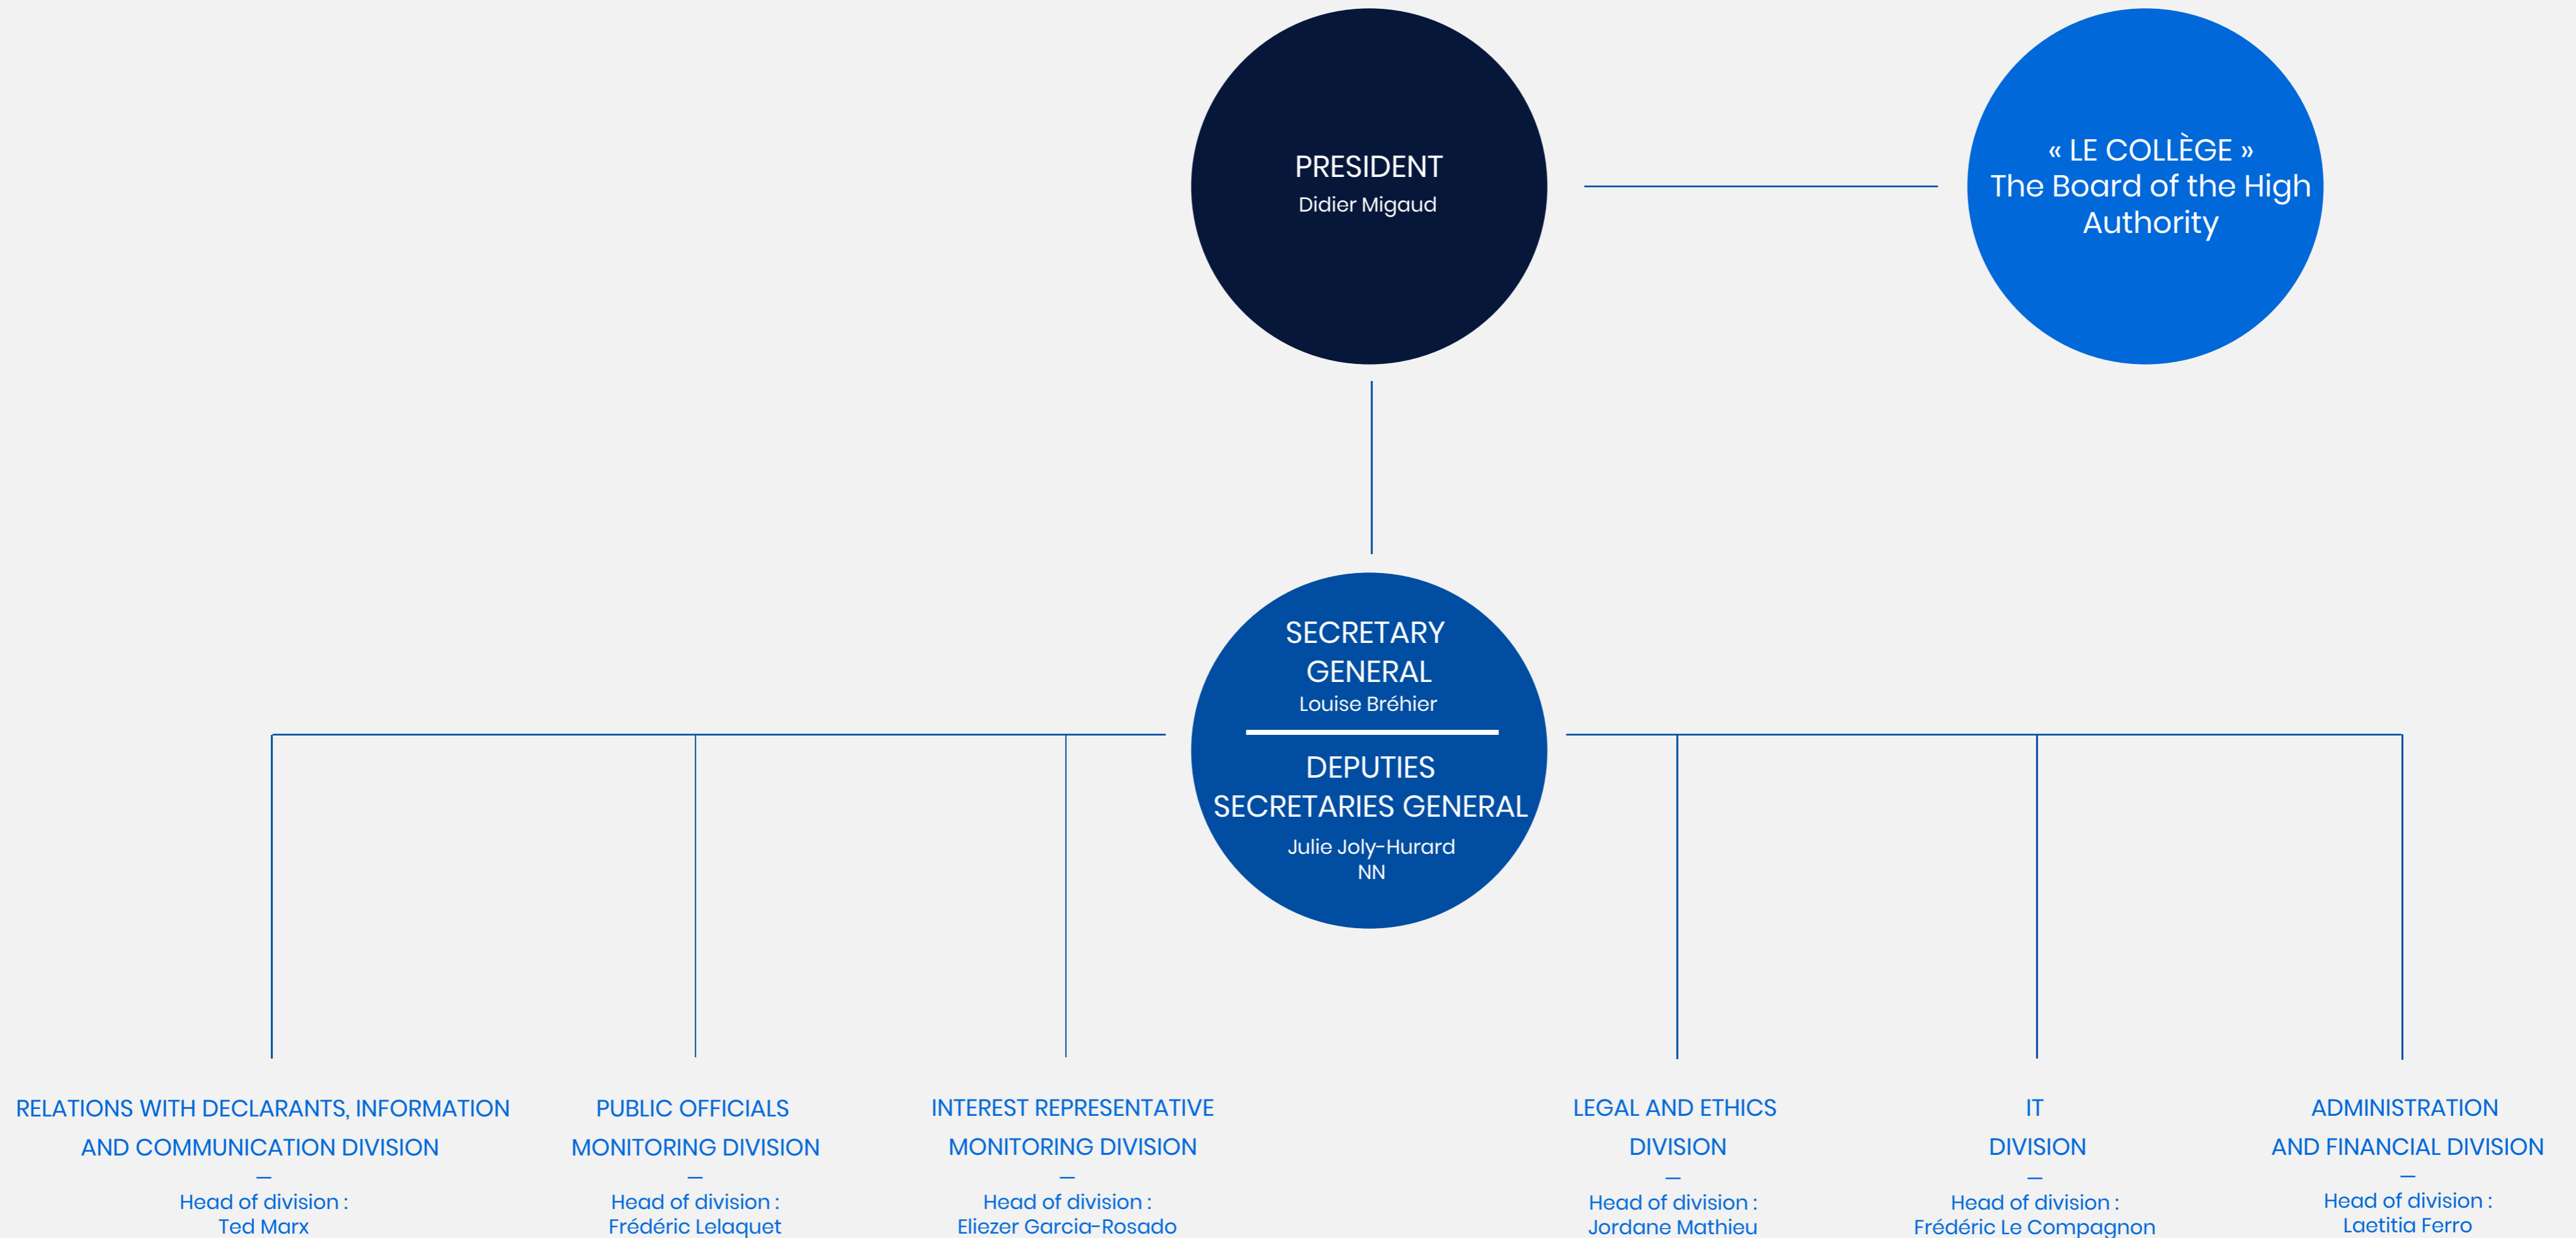 PRESIDENT
Didier Migaud
« LE COLLÈGE »
The Board of the High
Authority
SECRETARY
GENERAL
Louise Bréhier
DEPUTIES
SECRETARIES GENERAL
Julie Joly-Hurard
NN
RELATIONS WITH DECLARANTS, INFORMATION
AND COMMUNICATION DIVISION
—
Head of division :
Ted Marx
PUBLIC OFFICIALS
MONITORING DIVISION
—
Head of division :
Frédéric Lelaquet
INTEREST REPRESENTATIVE
MONITORING DIVISION
—
Head of division :
Eliezer Garcia-Rosado
LEGAL AND ETHICS
DIVISION
—
Head of division :
Jordane Mathieu
IT
DIVISION
—
Head of division :
Frédéric Le Compagnon
ADMINISTRATION
AND FINANCIAL DIVISION
—
Head of division :
Laetitia Ferro